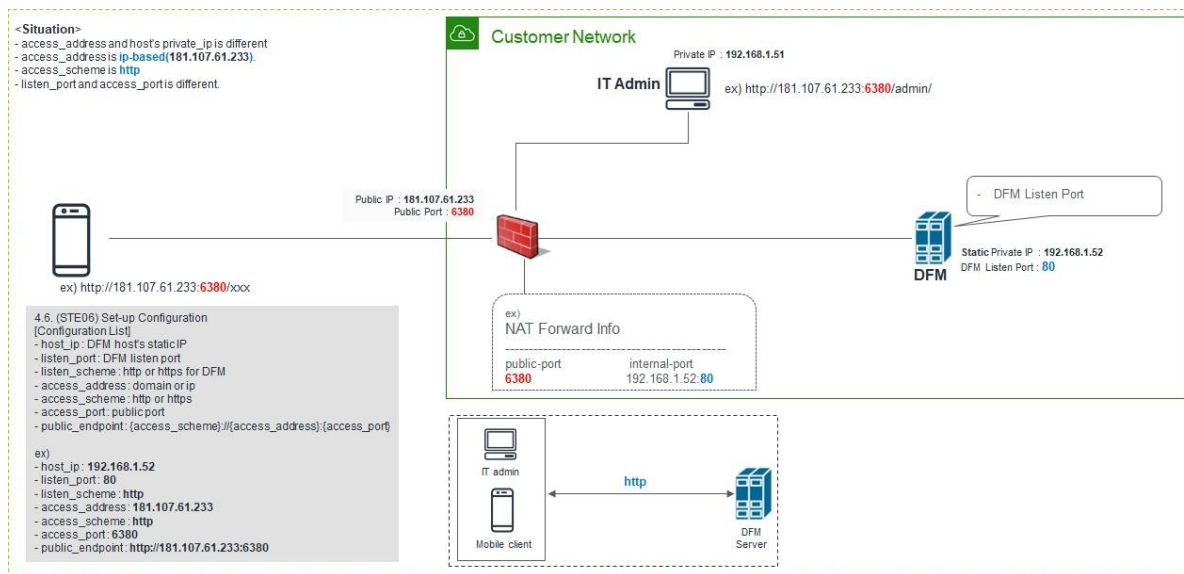 <Situation>
- access_address and host's private_ip is different
- access_address is ip-based(181.107.61.233).
- access_scheme is http
- listen_port and access_port is different.
Customer Network
Private IP : 192.168.1.51
IT Admin
ex) http://181.107.61.233:6380/admin/
Public IP : 181.107.61.233
Public Port : 6380
- DFM Listen Port
Static Private IP : 192.168.1.52
DFM Listen Port : 80
DFM
ex) http://181.107.61.233:6380/xxx
ex)
NAT Forward Info
public-port internal-port
6380 192.168.1.52:80
4.6. (STE06) Set-up Configuration
[Configuration List]
- host_ip : DFM host's static IP
- listen_port : DFM listen port
- listen_scheme : http or https for DFM
- access_address : domain or ip
- access_scheme : http or https
- access_port : public port
- public_endpoint : {access_scheme}://{access_address}:{access_port}
ex)
- host_ip : 192.168.1.52
- listen_port : 80
- listen_scheme : http
- access_address : 181.107.61.233
- access_scheme : http
- access_port : 6380
- public_endpoint : http://181.107.61.233:6380
IT admin
Mobile client
http
DFM
Server